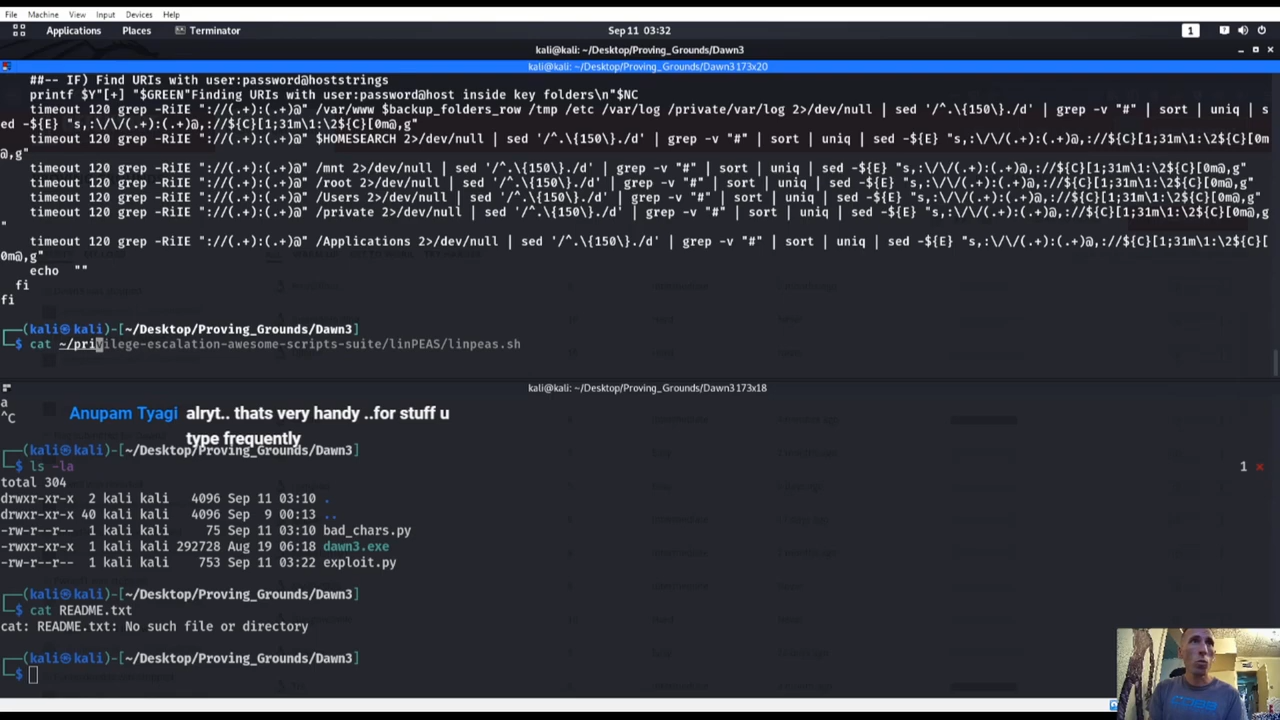 File Machine View Input Devices Help
Applications Places Terminator Sep 11 03:32 1
kali@kali: ~/Desktop/Proving_Grounds/Dawn3
kali@kali: ~/Desktop/Proving_Grounds/Dawn3 173x20
##-- IF) Find URIs with user:password@hoststrings
printf $Y"[+] "$GREEN"Finding URIs with user:password@host inside key folders\n"$NC
timeout 120 grep -RiIE "://(.+):(.+)@" /var/www $backup_folders_row /tmp /etc /var/log /private/var/log 2>/dev/null | sed '/^.\{150\}./d' | grep -v "#" | sort | uniq | s
ed -${E} "s,:\/\/(.+):(.+)@,://${C}[1;31m\1:\2${C}[0m@,g"
timeout 120 grep -RiIE "://(.+):(.+)@" $HOMESEARCH 2>/dev/null | sed '/^.\{150\}./d' | grep -v "#" | sort | uniq | sed -${E} "s,:\/\/(.+):(.+)@,://${C}[1;31m\1:\2${C}[0m
@,g"
timeout 120 grep -RiIE "://(.+):(.+)@" /mnt 2>/dev/null | sed '/^.\{150\}./d' | grep -v "#" | sort | uniq | sed -${E} "s,:\/\/(.+):(.+)@,://${C}[1;31m\1:\2${C}[0m@,g"
timeout 120 grep -RiIE "://(.+):(.+)@" /root 2>/dev/null | sed '/^.\{150\}./d' | grep -v "#" | sort | uniq | sed -${E} "s,:\/\/(.+):(.+)@,://${C}[1;31m\1:\2${C}[0m@,g"
timeout 120 grep -RiIE "://(.+):(.+)@" /Users 2>/dev/null | sed '/^.\{150\}./d' | grep -v "#" | sort | uniq | sed -${E} "s,:\/\/(.+):(.+)@,://${C}[1;31m\1:\2${C}[0m@,g"
timeout 120 grep -RiIE "://(.+):(.+)@" /private 2>/dev/null | sed '/^.\{150\}./d' | grep -v "#" | sort | uniq | sed -${E} "s,:\/\/(.+):(.+)@,://${C}[1;31m\1:\2${C}[0m@,g
"
timeout 120 grep -RiIE "://(.+):(.+)@" /Applications 2>/dev/null | sed '/^.\{150\}./d' | grep -v "#" | sort | uniq | sed -${E} "s,:\/\/(.+):(.+)@,://${C}[1;31m\1:\2${C}[
0m@,g"
echo ""
fi
fi
┌──(kali㉿kali)-[~/Desktop/Proving_Grounds/Dawn3]
└─$ cat ~/privilege-escalation-awesome-scripts-suite/linPEAS/linpeas.sh
kali@kali: ~/Desktop/Proving_Grounds/Dawn3 173x18
a
^C
Anupam Tyagi alryt.. thats very handy ..for stuff u
type frequently
┌──(kali㉿kali)-[~/Desktop/Proving_Grounds/Dawn3]
└─$ ls -la 1 ×
total 304
drwxr-xr-x 2 kali kali 4096 Sep 11 03:10 .
drwxr-xr-x 40 kali kali 4096 Sep 9 00:13 ..
-rw-r--r-- 1 kali kali 75 Sep 11 03:10 bad_chars.py
-rwxr-xr-x 1 kali kali 292728 Aug 19 06:18 dawn3.exe
-rw-r--r-- 1 kali kali 753 Sep 11 03:22 exploit.py
┌──(kali㉿kali)-[~/Desktop/Proving_Grounds/Dawn3]
└─$ cat README.txt
cat: README.txt: No such file or directory
┌──(kali㉿kali)-[~/Desktop/Proving_Grounds/Dawn3]
└─$